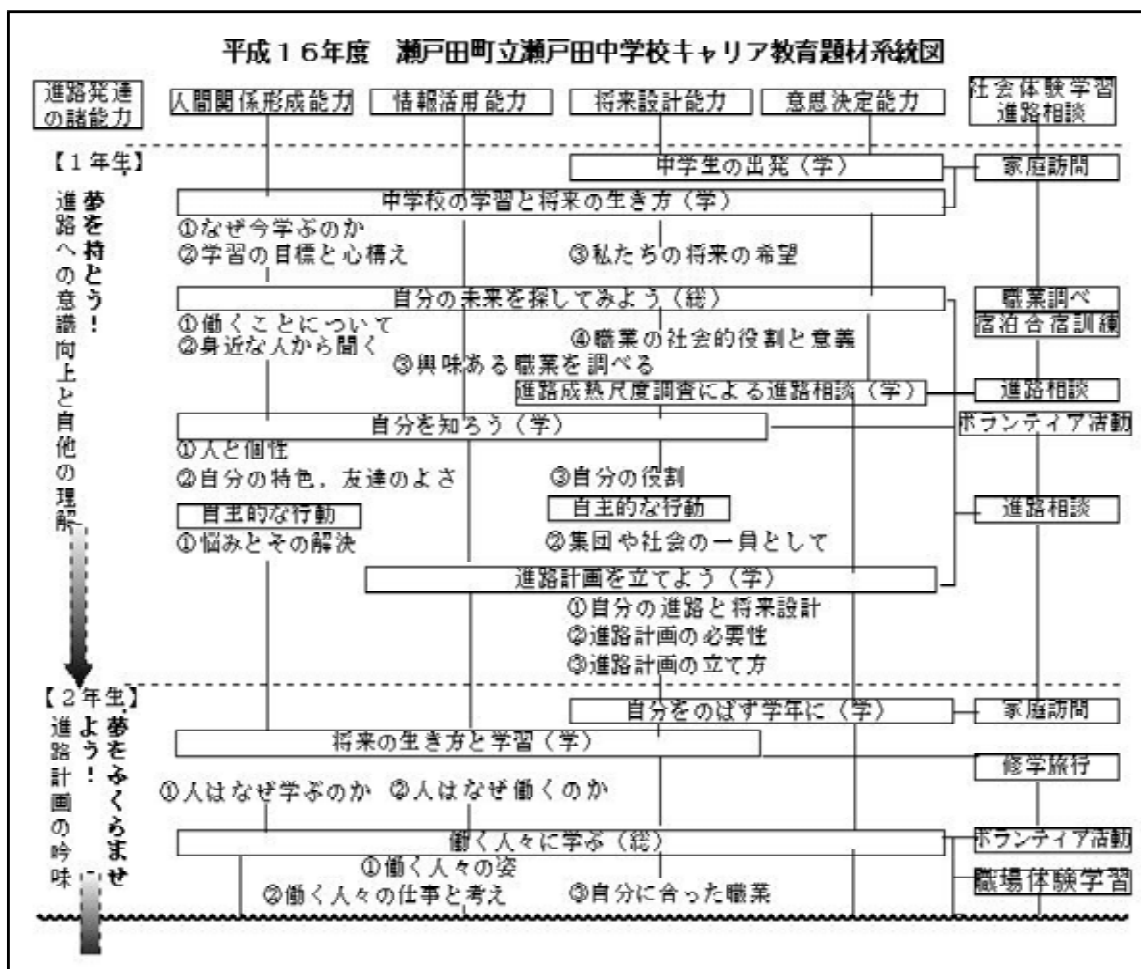 平成16年度　瀬戸田町立瀬戸田中学校キャリア教育題材系統図
進路発達
の諸能力
人間関係形成能力
情報活用能力
将来設計能力
意思決定能力
社会体験学習
進路相談
【1年生】
夢を持とう!
進路への意識向上と自他の理解
中学生の出発(学)
家庭訪問
中学校の学習と将来の生き方(学)
①なぜ今学ぶのか
②学習の目標と心構え
③私たちの将来の希望
自分の未来を探してみよう(総)
職業調べ
宿泊合宿訓練
①働くことについて
②身近な人から聞く
④職業の社会的役割と意義
③興味ある職業を調べる
進路成熟尺度調査による進路相談(学)
進路相談
自分を知ろう(学)
ボランティア活動
①人と個性
②自分の特色,友達のよさ
③自分の役割
自主的な行動
自主的な行動
進路相談
①悩みとその解決
②集団や社会の一員として
進路計画を立てよう(学)
①自分の進路と将来設計
②進路計画の必要性
③進路計画の立て方
【2年生】
夢をふくらませ
よう!
進路計画の吟味
自分をのばす学年に(学)
家庭訪問
将来の生き方と学習(学)
修学旅行
①人はなぜ学ぶのか
②人はなぜ働くのか
働く人々に学ぶ(総)
ボランティア活動
①働く人々の姿
職場体験学習
②働く人々の仕事と考え
③自分に合った職業